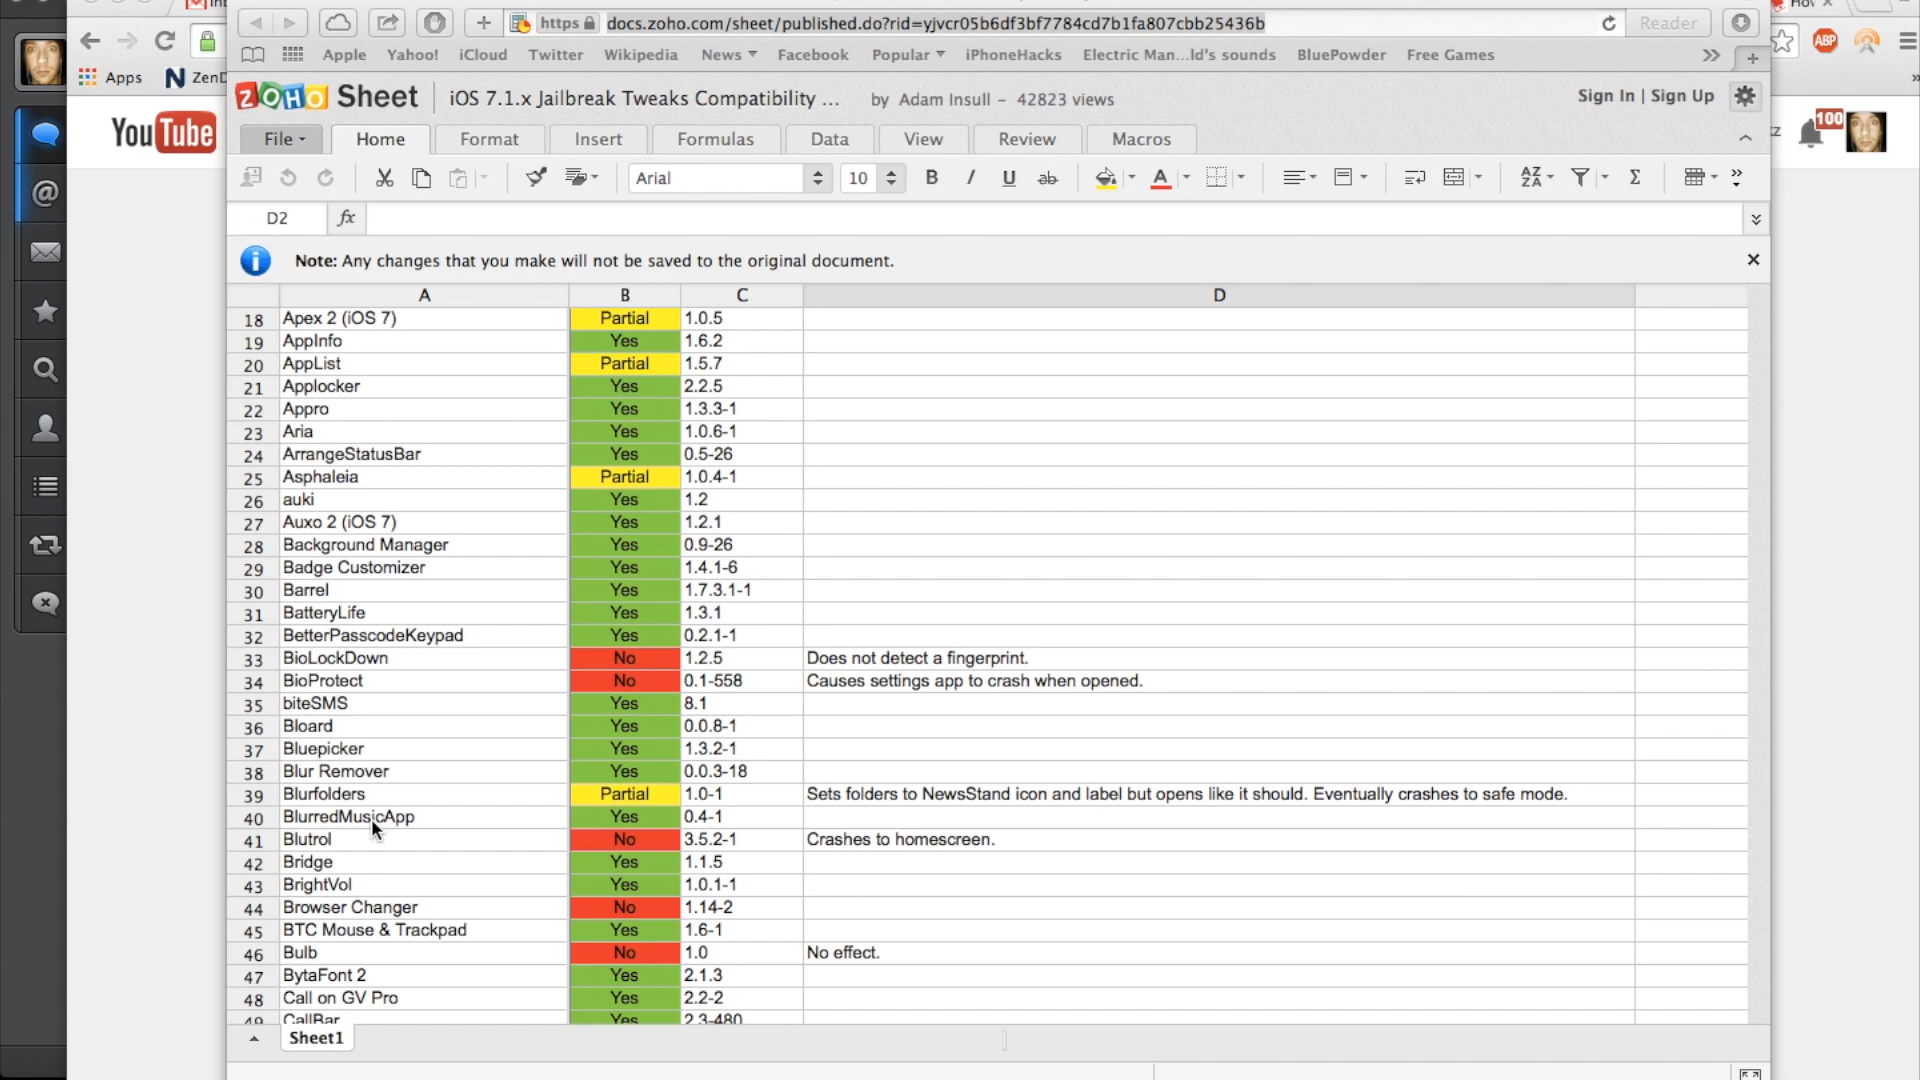 https docs.zoho.com/sheet/published.do?rid=yjvcr05b6df3bf7784cd7b1fa807cbb25436b Reader
Apple Yahoo! iCloud Twitter Wikipedia News Facebook Popular iPhoneHacks Electric Man...ld's sounds BluePowder Free Games
Apps ZenD
ZOHO Sheet iOS 7.1.x Jailbreak Tweaks Compatibility ... by Adam Insull - 42823 views Sign In | Sign Up
ABP
YouTube
100
File Home Format Insert Formulas Data View Review Macros
Arial 10 B I U ab A AZ ZA Σ
D2 fx
Note: Any changes that you make will not be saved to the original document.
A B C D
18 Apex 2 (iOS 7) Partial 1.0.5
19 AppInfo Yes 1.6.2
20 AppList Partial 1.5.7
21 Applocker Yes 2.2.5
22 Appro Yes 1.3.3-1
23 Aria Yes 1.0.6-1
24 ArrangeStatusBar Yes 0.5-26
25 Asphaleia Partial 1.0.4-1
26 auki Yes 1.2
27 Auxo 2 (iOS 7) Yes 1.2.1
28 Background Manager Yes 0.9-26
29 Badge Customizer Yes 1.4.1-6
30 Barrel Yes 1.7.3.1-1
31 BatteryLife Yes 1.3.1
32 BetterPasscodeKeypad Yes 0.2.1-1
33 BioLockDown No 1.2.5 Does not detect a fingerprint.
34 BioProtect No 0.1-558 Causes settings app to crash when opened.
35 biteSMS Yes 8.1
36 Bloard Yes 0.0.8-1
37 Bluepicker Yes 1.3.2-1
38 Blur Remover Yes 0.0.3-18
39 Blurfolders Partial 1.0-1 Sets folders to NewsStand icon and label but opens like it should. Eventually crashes to safe mode.
40 BlurredMusicApp Yes 0.4-1
41 Blutrol No 3.5.2-1 Crashes to homescreen.
42 Bridge Yes 1.1.5
43 BrightVol Yes 1.0.1-1
44 Browser Changer No 1.14-2
45 BTC Mouse & Trackpad Yes 1.6-1
46 Bulb No 1.0 No effect.
47 BytaFont 2 Yes 2.1.3
48 Call on GV Pro Yes 2.2-2
49 CallBar Yes 2.3-480
Sheet1